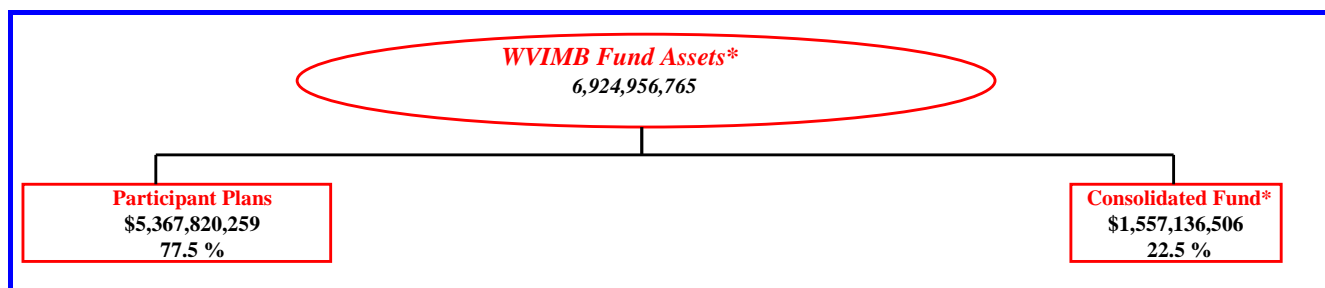 WVIMB Fund Assets*
6,924,956,765
Participant Plans
$5,367,820,259
77.5 %
Consolidated Fund*
$1,557,136,506
22.5 %